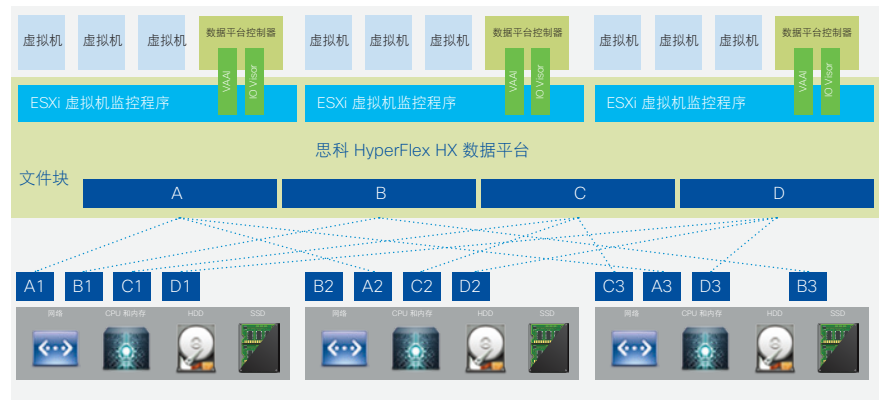 虚拟机 虚拟机 虚拟机 数据平台控制器 虚拟机 虚拟机 虚拟机 数据平台控制器 虚拟机 虚拟机 虚拟机 数据平台控制器
VAAI IO Visor VAAI IO Visor VAAI IO Visor
ESXi 虚拟机监控程序 ESXi 虚拟机监控程序 ESXi 虚拟机监控程序
思科 HyperFlex HX 数据平台
文件块
A B C D
A1 B1 C1 D1 B2 A2 C2 D2 C3 A3 D3 B3
网络 CPU 和内存 HDD SSD 网络 CPU 和内存 HDD SSD 网络 CPU 和内存 HDD SSD